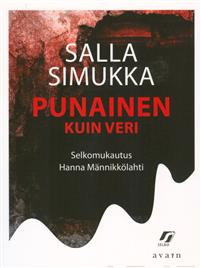 SALLA
SIMUKKA
PUNAINEN
KUIN VERI
Selkomukautus
Hanna Männikkölahti
SELKO
avain